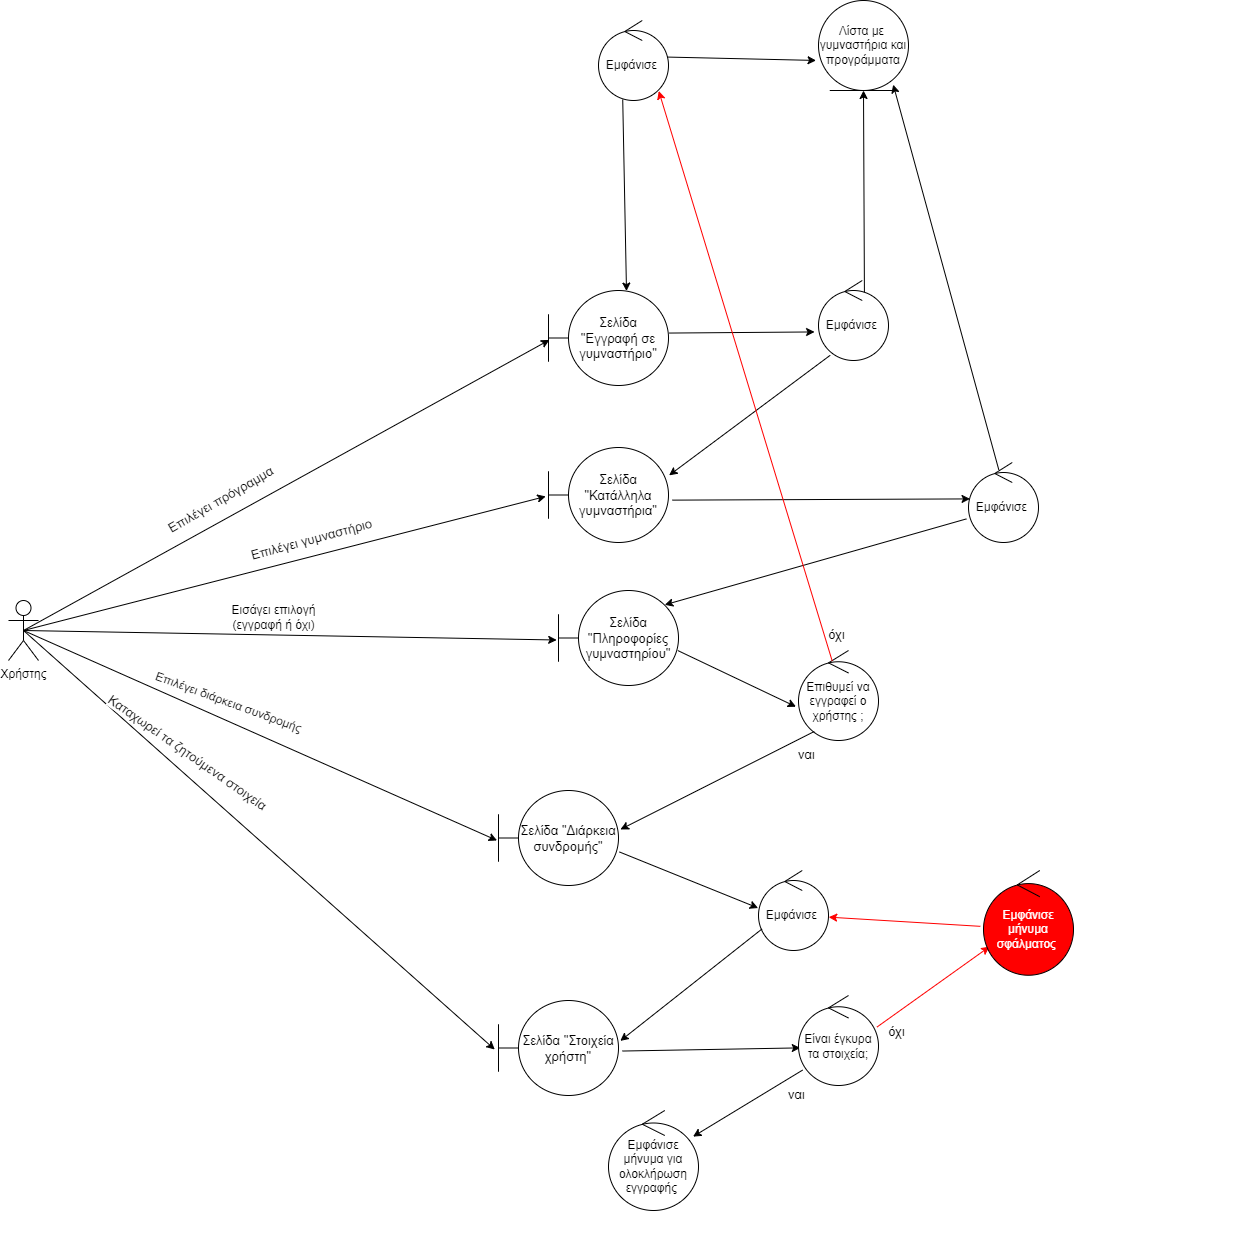 Εμφάνισε
Λίστα με
γυμναστήρια και
προγράμματα
Σελίδα
"Εγγραφή σε
γυμναστήριο"
Εμφάνισε
Επιλέγει πρόγραμμα
Σελίδα
"Κατάλληλα
γυμναστήρια"
Εμφάνισε
Επιλέγει γυμναστήριο
Εισάγει επιλογή
(εγγραφή ή όχι)
Σελίδα
"Πληροφορίες
γυμναστηρίου"
όχι
Χρήστης
Επιθυμεί να
εγγραφεί ο
χρήστης ;
ναι
Επιλέγει διάρκεια συνδρομής
Καταχωρεί τα ζητούμενα στοιχεία
Σελίδα "Διάρκεια
συνδρομής"
Εμφάνισε
Εμφάνισε
μήνυμα
σφάλματος
Σελίδα "Στοιχεία
χρήστη"
Είναι έγκυρα
τα στοιχεία;
όχι
ναι
Εμφάνισε
μήνυμα για
ολοκλήρωση
εγγραφής